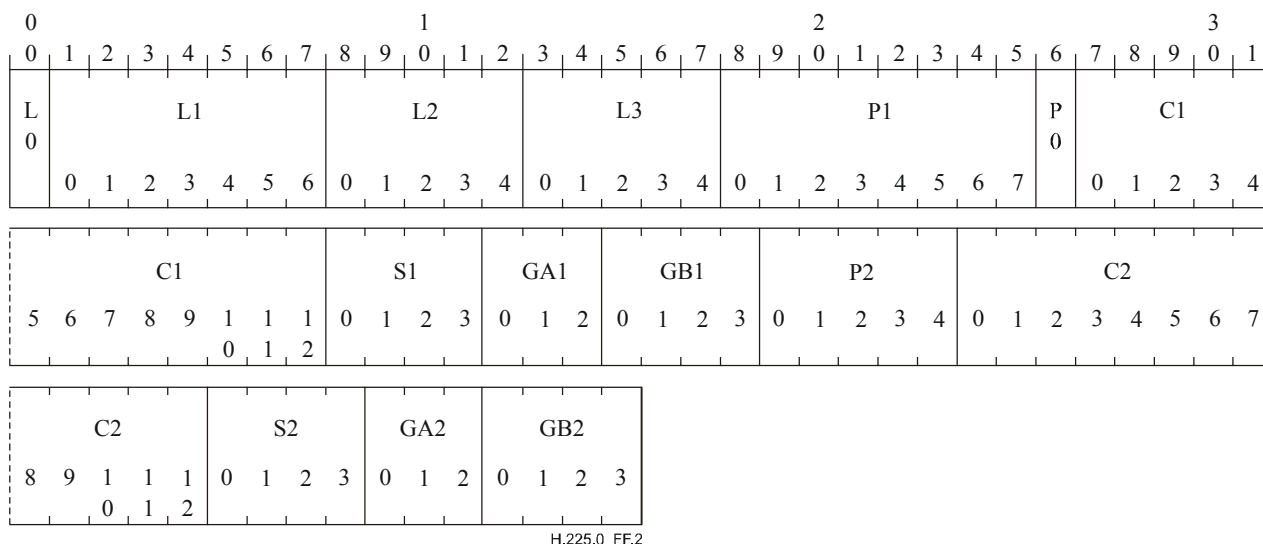 0 1 2 3
0 1 2 3 4 5 6 7 8 9 0 1 2 3 4 5 6 7 8 9 0 1 2 3 4 5 6 7 8 9 0 1
L L1 L2 L3 P1 P C1
0 0
0 1 2 3 4 5 6 0 1 2 3 4 0 1 2 3 4 0 1 2 3 4 5 6 7 0 1 2 3 4
C1 S1 GA1 GB1 P2 C2
5 6 7 8 9 1 1 1 0 1 2 3 0 1 2 0 1 2 3 0 1 2 3 4 0 1 2 3 4 5 6 7
0 1 2
C2 S2 GA2 GB2
8 9 1 1 1 0 1 2 3 0 1 2 0 1 2 3
0 1 2
H.225.0_FF.2